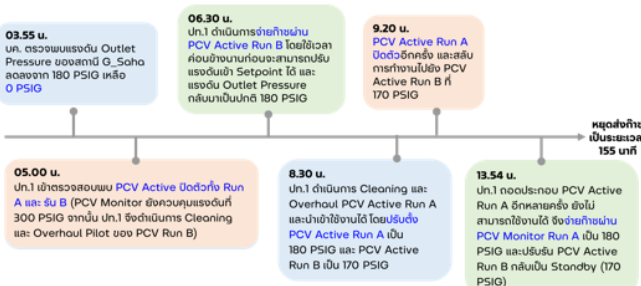 03.55 น.
บค. ตรวจพบแรงดัน Outlet
Pressure ของสถานี G_Saha
ลดลงจาก 180 PSIG เหลือ
0 PSIG
06.30 น.
ปท.1 ดำเนินการจ่ายก๊าซผ่าน
PCV Active Run B โดยใช้เวลา
ค่อนข้างนานก่อนจะสามารถปรับ
แรงดันเข้า Setpoint ได้ และ
แรงดัน Outlet Pressure
กลับมาเป็นปกติ 180 PSIG
9.20 น.
PCV Active Run A
ปิดตัวอีกครั้ง และสลับ
การทำงานไปยัง PCV
Active Run B ที่
170 PSIG
หยุดส่งก๊าซ
เป็นระยะเวลา
155 นาที
05.00 น.
ปท.1 เข้าตรวจสอบพบ PCV Active ปิดตัวทั้ง Run
A และ รัน B (PCV Monitor ยังควบคุมแรงดันที่
300 PSIG จากนั้น ปท.1 จึงดำเนินการ Cleaning
และ Overhaul Pilot ของ PCV Run B)
8.30 น.
ปท.1 ดำเนินการ Cleaning และ
Overhaul PCV Active Run A
และนำเข้าใช้งานได้ โดยปรับตั้ง
PCV Active Run A เป็น
180 PSIG และ PCV Active
Run B เป็น 170 PSIG
13.54 น.
ปท.1 ถอดประกอบ PCV Active
Run A อีกหลายครั้ง ยังไม่
สามารถใช้งานได้ จึงจ่ายก๊าซผ่าน
PCV Monitor Run A เป็น 180
PSIG และปรับรัน PCV Active
Run B กลับเป็น Standby (170
PSIG)